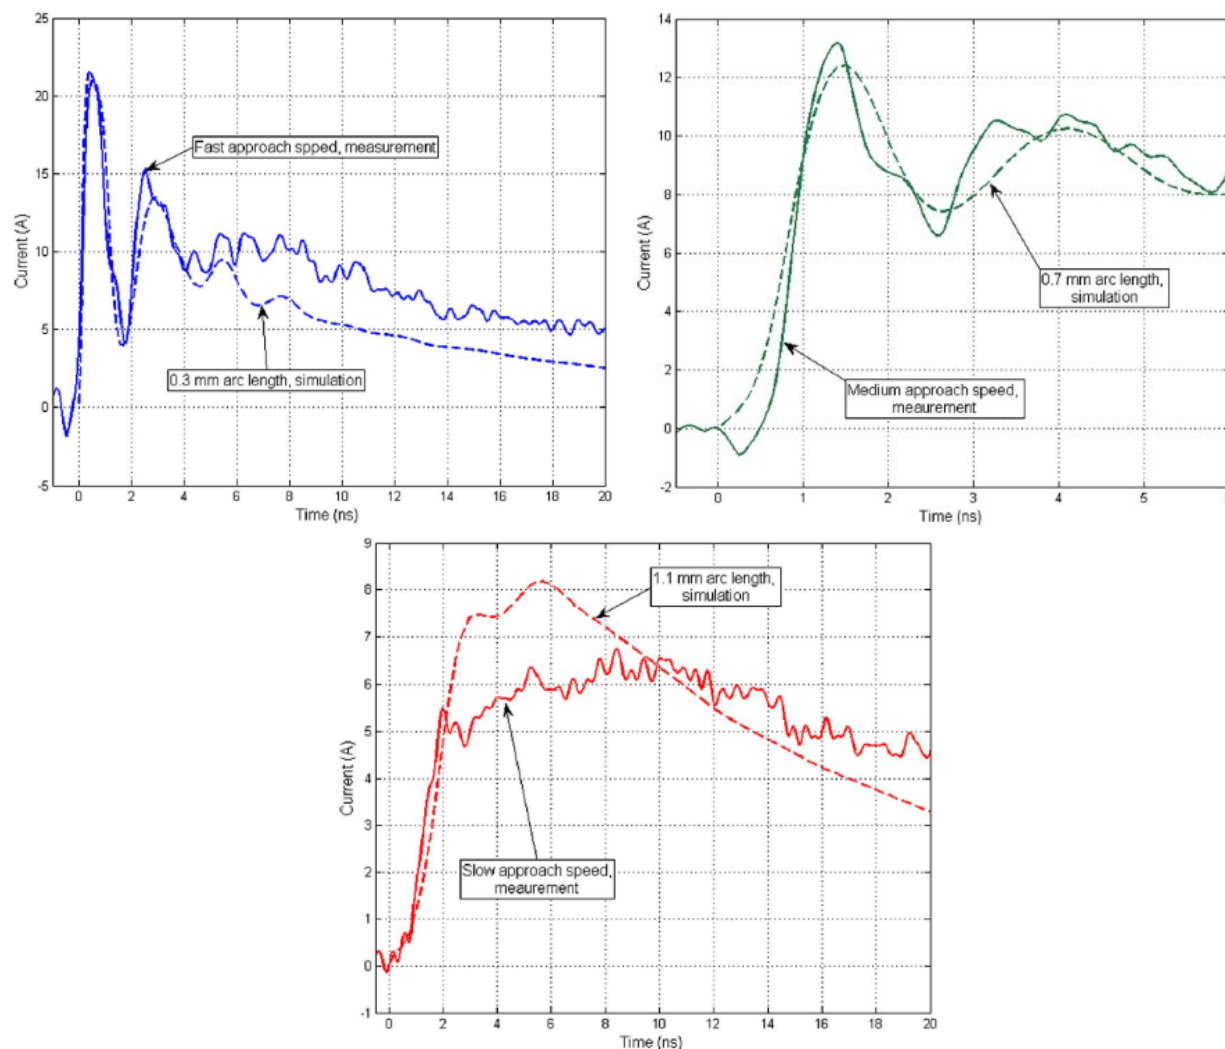 25
20
15
10
5
0
-5
Current (A)
Fast approach spped, measurement
0.3 mm arc length, simulation
0 2 4 6 8 10 12 14 16 18 20
Time (ns)
14
12
10
8
6
4
2
0
-2
Current (A)
0.7 mm arc length,
simulation
Medium approach speed,
meaurement
0 1 2 3 4 5
Time (ns)
9
8
7
6
5
4
3
2
1
0
-1
Current (A)
1.1 mm arc length,
simulation
Slow approach speed,
meaurement
0 2 4 6 8 10 12 14 16 18 20
Time (ns)